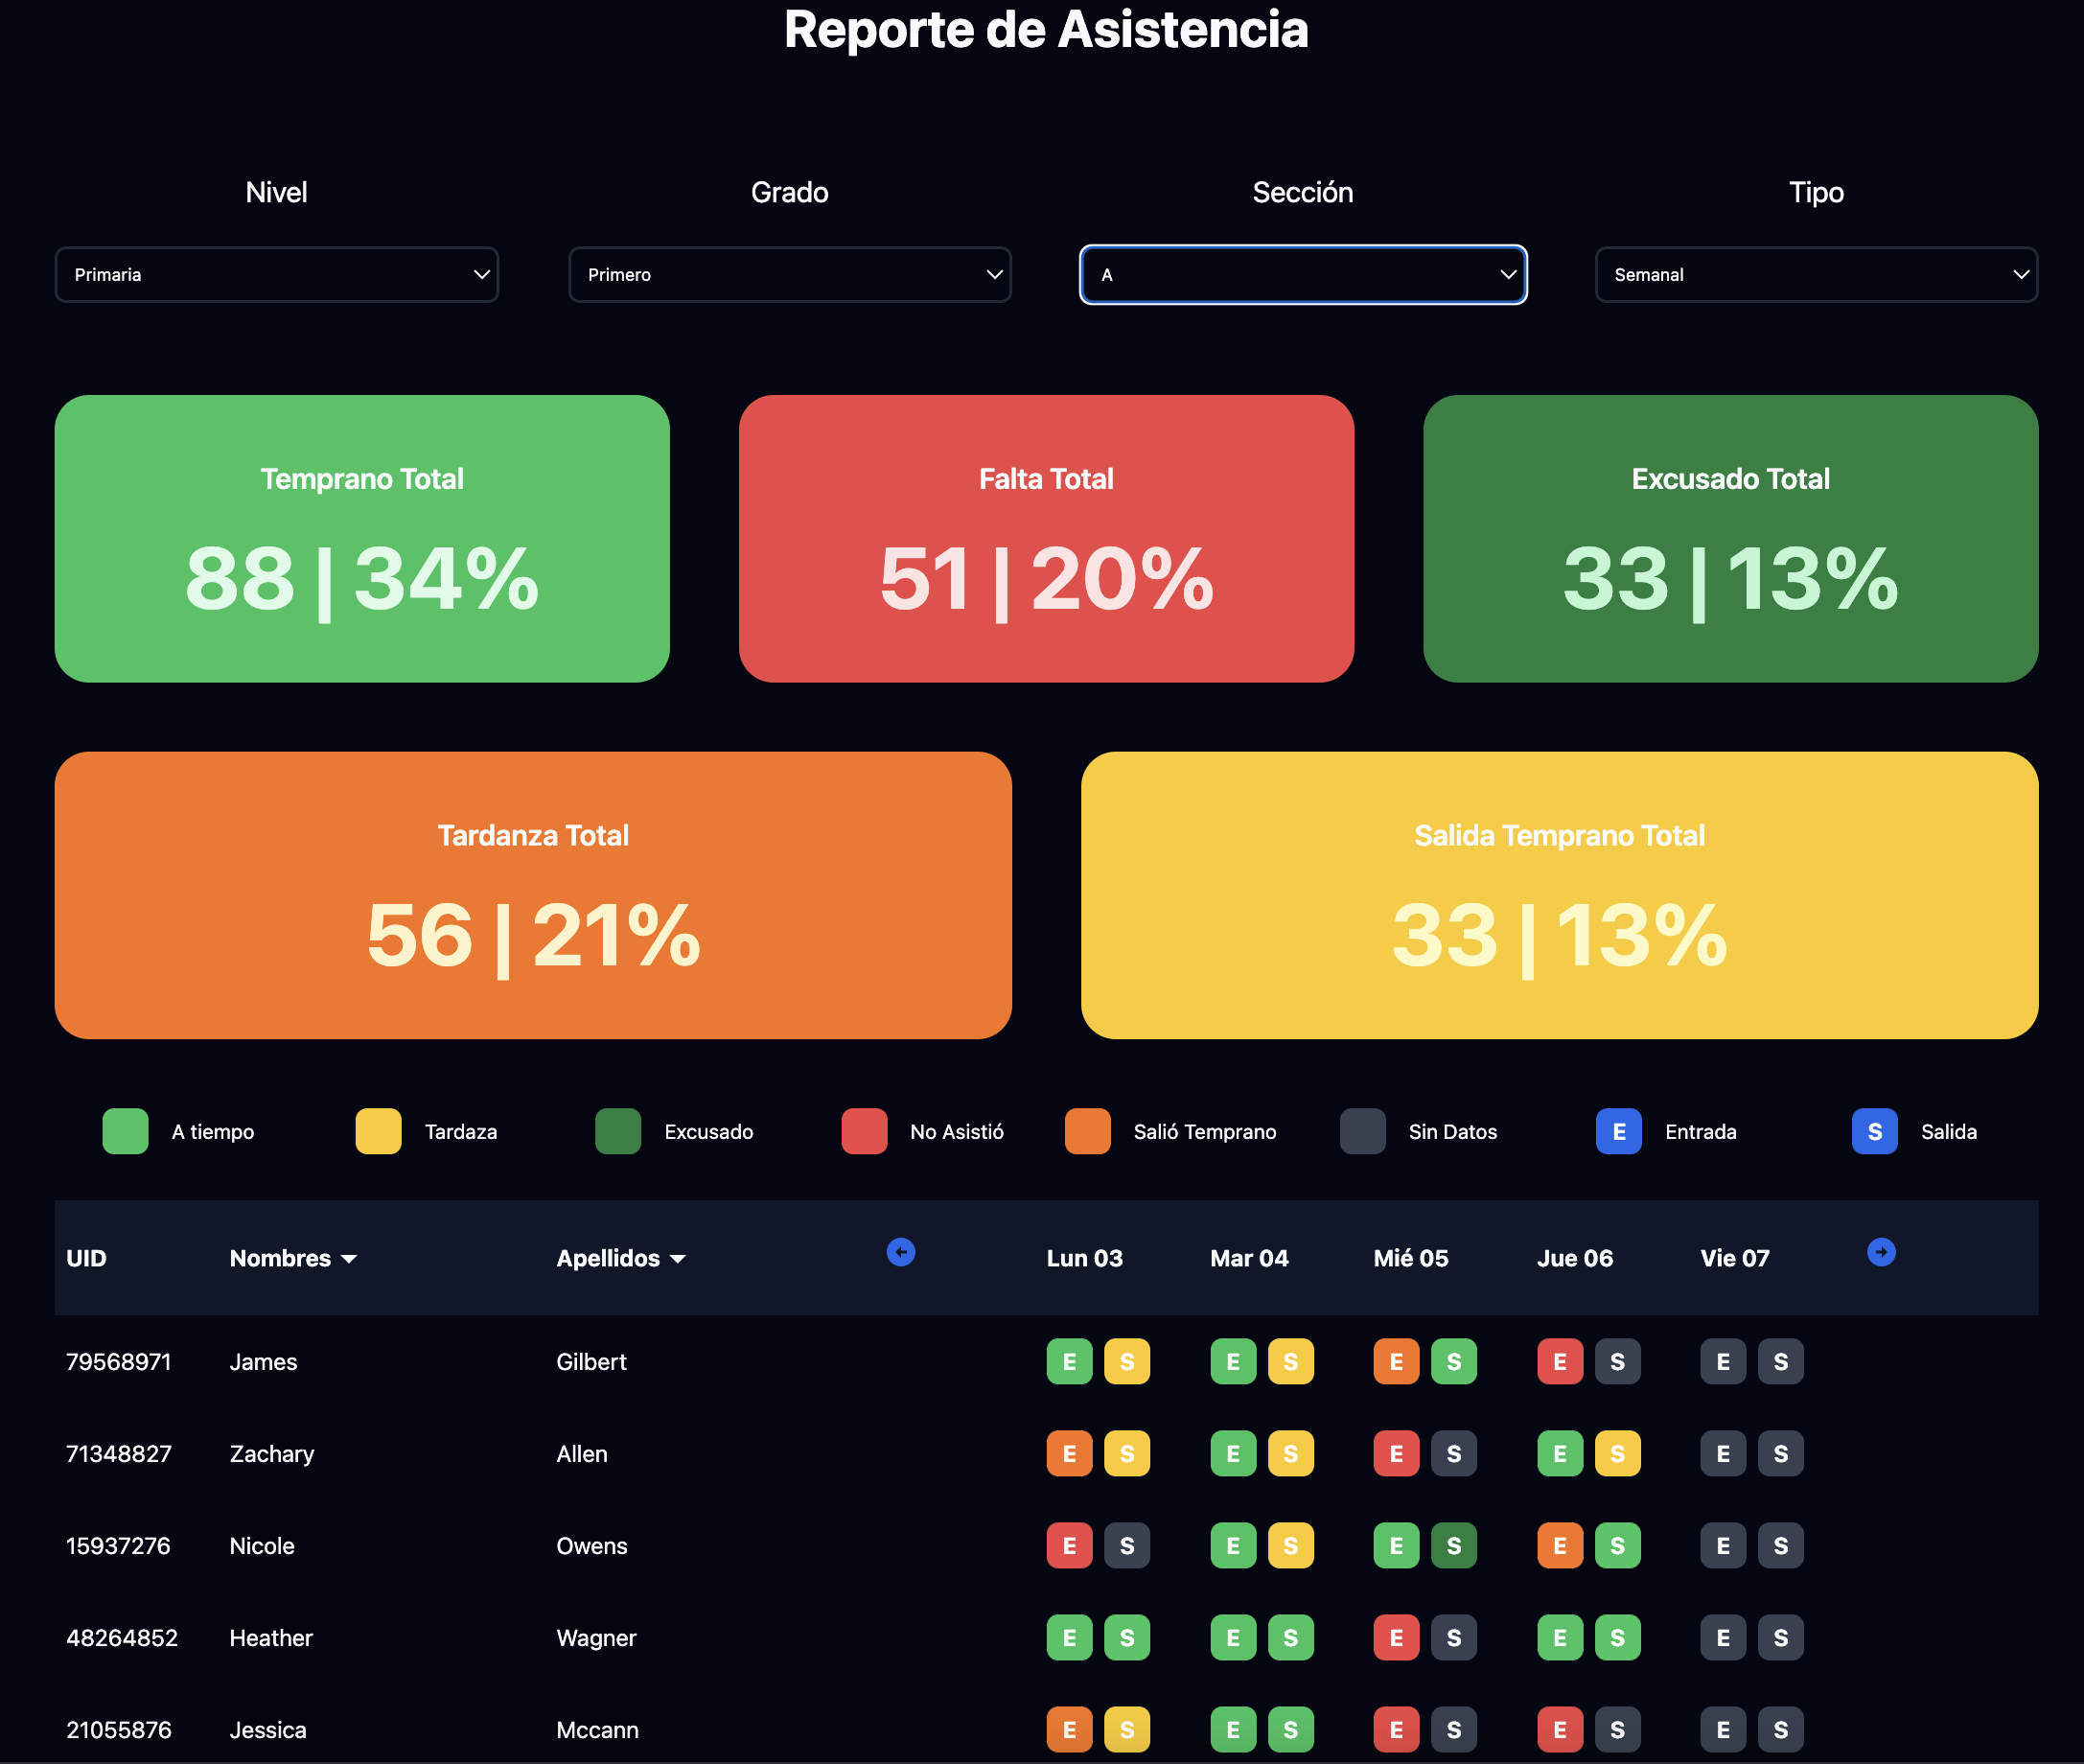 Reporte de Asistencia
Nivel Grado Sección Tipo
Primaria Primero A Semanal
Temprano Total Falta Total Excusado Total
88 | 34% 51 | 20% 33 | 13%
Tardanza Total Salida Temprano Total
56 | 21% 33 | 13%
A tiempo Tardaza Excusado No Asistió Salió Temprano Sin Datos E Entrada S Salida
UID Nombres Apellidos Lun 03 Mar 04 Mié 05 Jue 06 Vie 07
79568971 James Gilbert E S E S E S E S E S
71348827 Zachary Allen E S E S E S E S E S
15937276 Nicole Owens E S E S E S E S E S
48264852 Heather Wagner E S E S E S E S E S
21055876 Jessica Mccann E S E S E S E S E S